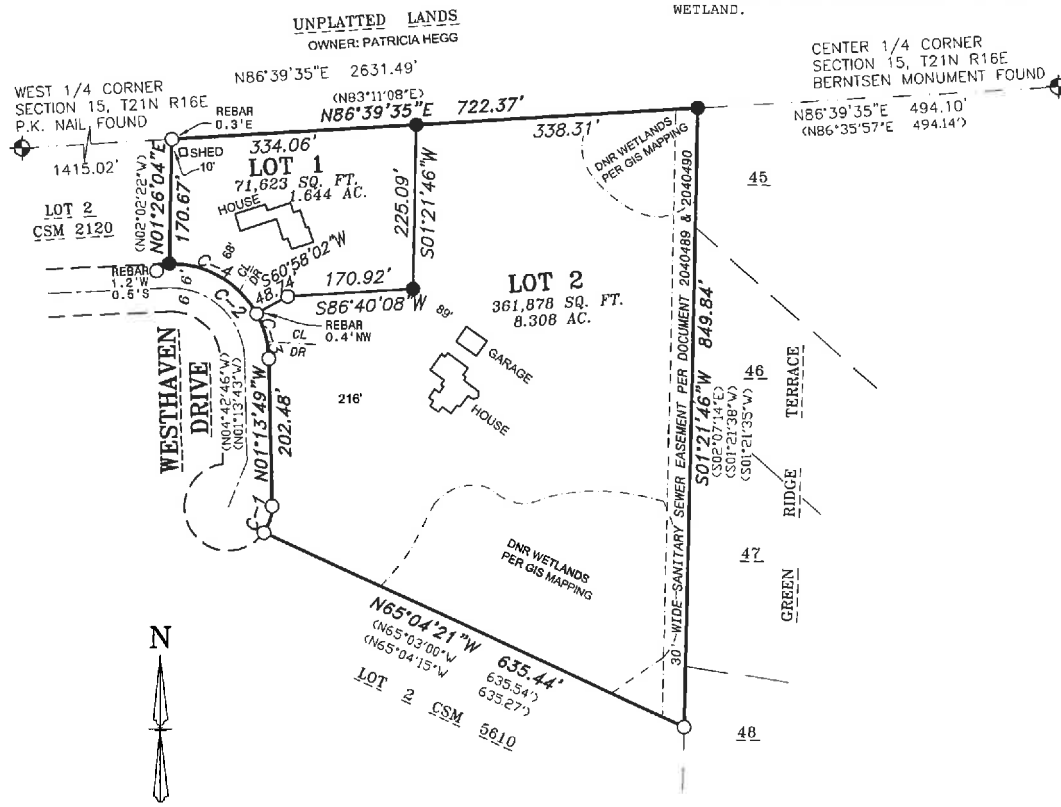 WETLAND.
UNPLATTED LANDS
OWNER: PATRICIA HEGG
N86°39'35"E 2631.49'
(N83°11'08"E)
N86°39'35"E 722.37'
CENTER 1/4 CORNER
SECTION 15, T21N R16E
BERNTSEN MONUMENT FOUND
N86°39'35"E 494.10'
(N86°35'57"E 494.14')
WEST 1/4 CORNER
SECTION 15, T21N R16E
P.K. NAIL FOUND
1415.02'
REBAR
0.3'E
SHED
10'
334.06'
338.31'
LOT 1
71,623 SQ. FT.
1.644 AC.
HOUSE
LOT 2
CSM 2120
(N02°02'22"W)
N01°26'04"E
170.67'
225.09'
S01°21'46"W
DNR WETLANDS
PER GIS MAPPING
45
REBAR
1.2'W
0.5'S
C-4
68'
CL
DR
S60°58'02"W
48.74'
170.92'
S86°40'08"W
C-2
REBAR
0.4'NW
C-3
CL
DR
LOT 2
361,878 SQ. FT.
8.308 AC.
89'
GARAGE
HOUSE
216'
WESTHAVEN
DRIVE
(N04°42'46"W)
(N01°13'43"W)
N01°13'49"W
202.48'
C-1
30'-WIDE-SANITARY SEWER EASEMENT PER DOCUMENT 2040489 & 2040490
S01°21'46"W 849.84'
(S02°07'14"E)
(S01°21'38"W)
(S01°21'35"W)
46
GREEN RIDGE TERRACE
47
48
DNR WETLANDS
PER GIS MAPPING
N65°04'21"W 635.44'
(N65°03'00"W 635.54')
(N65°04'15"W 635.27')
LOT 2 CSM 5610
N